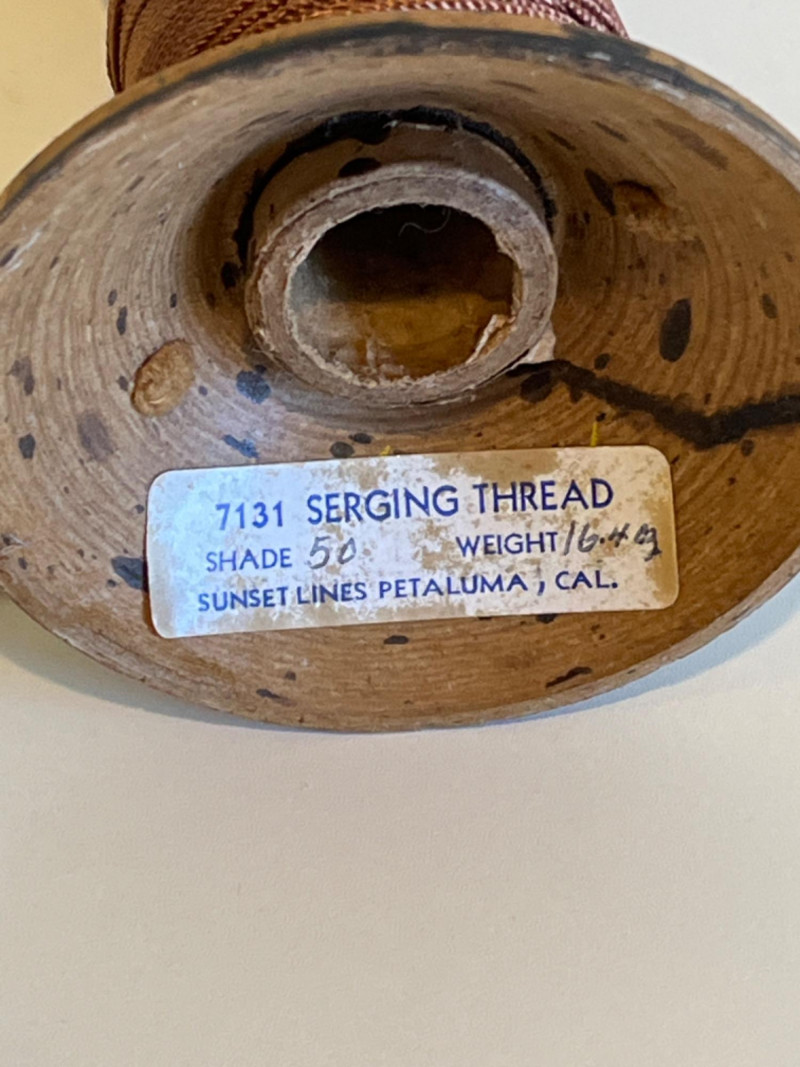 7131 SERGING THREAD
SHADE 50 WEIGHT 16.4 oz
SUNSET LINES PETALUMA, CAL.